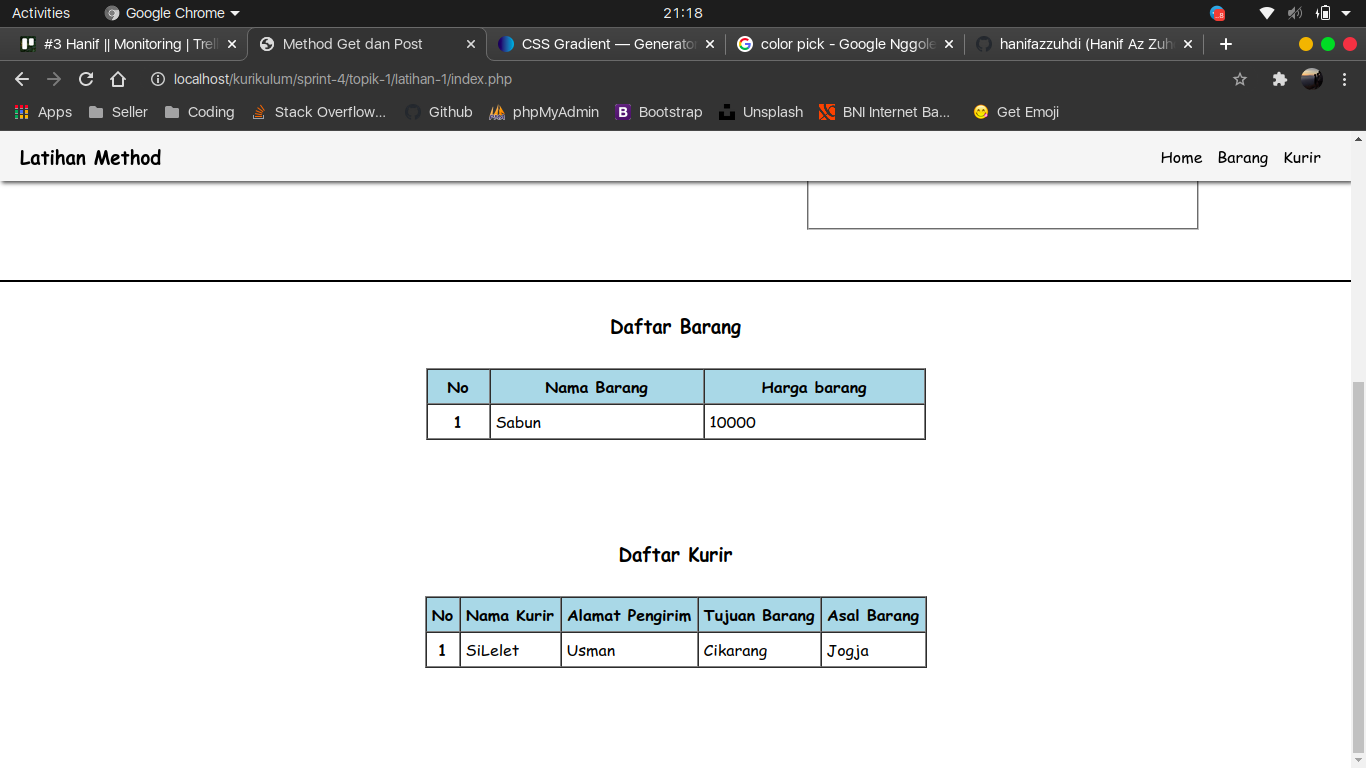 Activities Google Chrome 21:18
#3 Hanif || Monitoring | Trell Method Get dan Post CSS Gradient — Generator color pick - Google Nggole hanifazzuhdi (Hanif Az Zuh
localhost/kurikulum/sprint-4/topik-1/latihan-1/index.php
Apps Seller Coding Stack Overflow... Github phpMyAdmin Bootstrap Unsplash BNI Internet Ba... Get Emoji
Latihan Method Home Barang Kurir
Daftar Barang
No Nama Barang Harga barang
1 Sabun 10000
Daftar Kurir
No Nama Kurir Alamat Pengirim Tujuan Barang Asal Barang
1 SiLelet Usman Cikarang Jogja